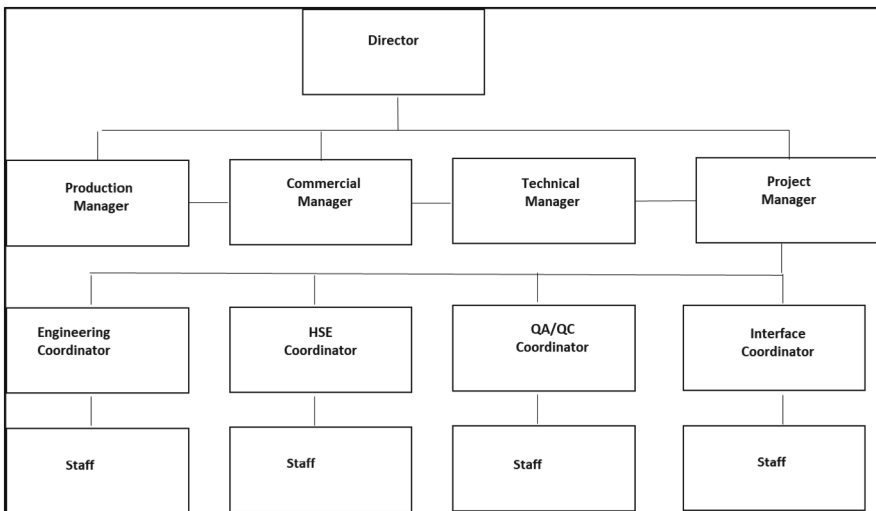 Director
Production
Manager
Commercial
Manager
Technical
Manager
Project
Manager
Engineering
Coordinator
HSE
Coordinator
QA/QC
Coordinator
Interface
Coordinator
Staff
Staff
Staff
Staff